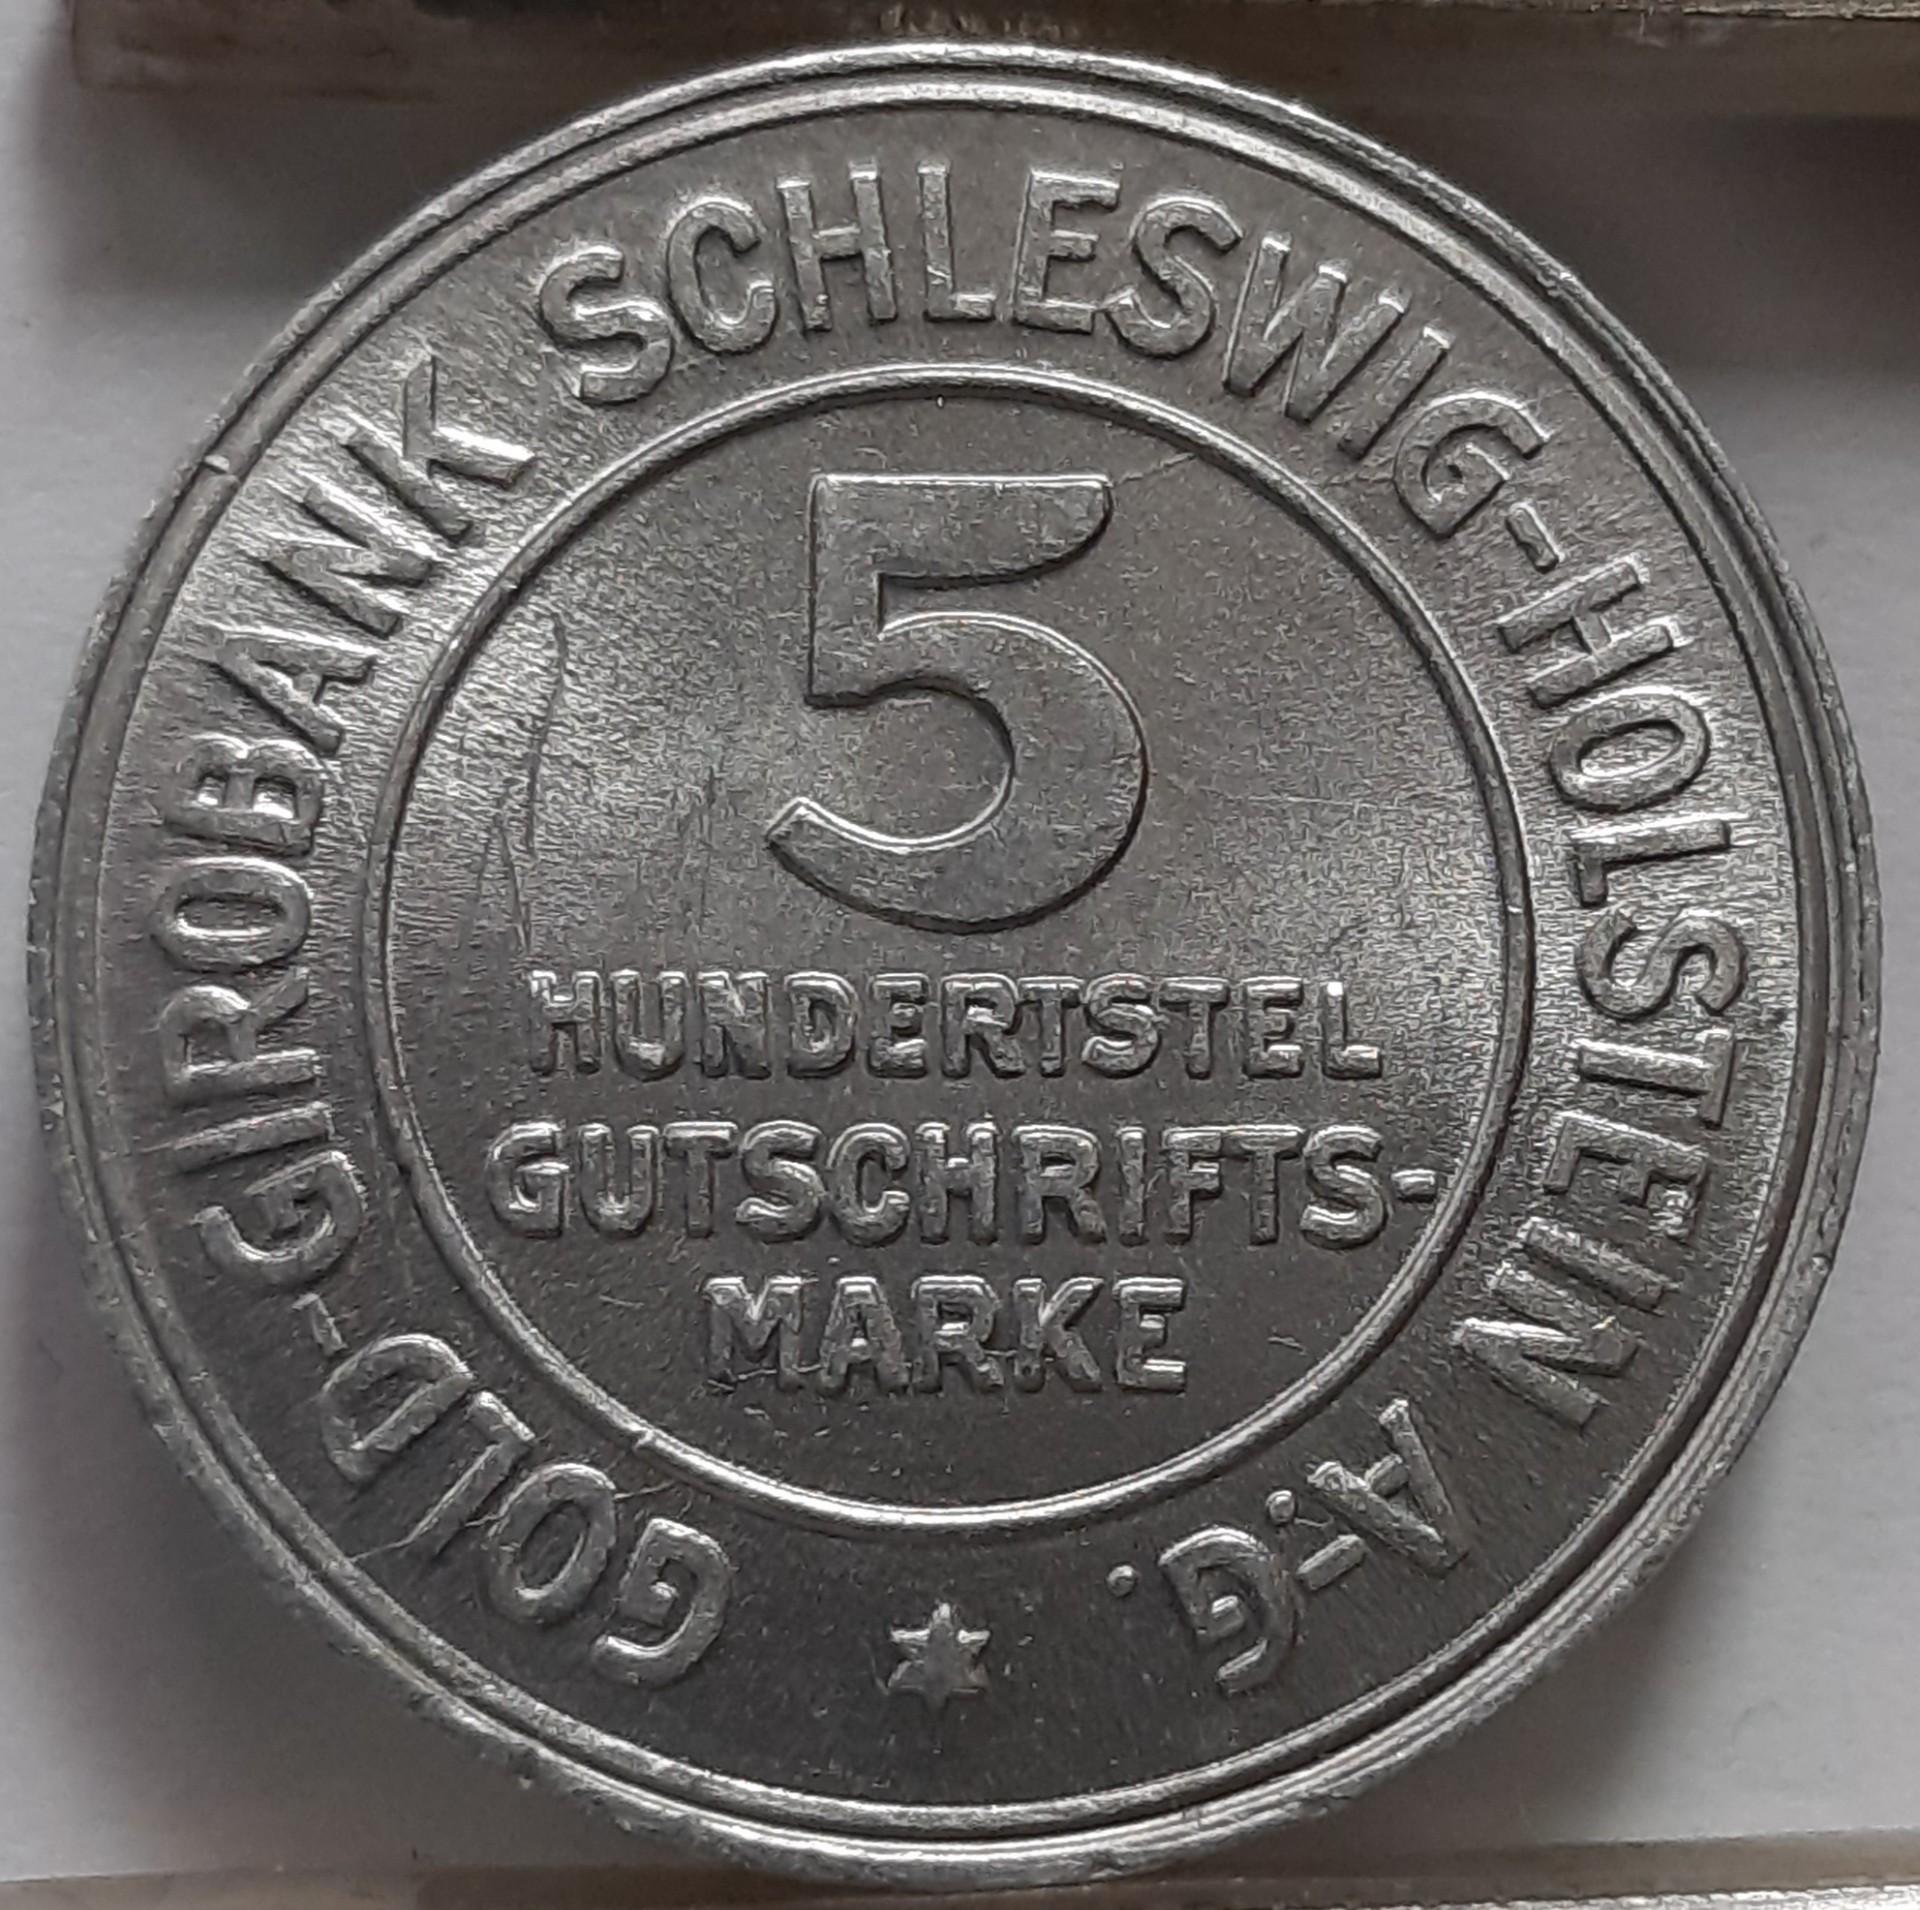 GOLD-GIROBANK SCHLESWIG-HOLSTEIN A.-G.
5
HUNDERTSTEL
GUTSCHRIFTS-
MARKE